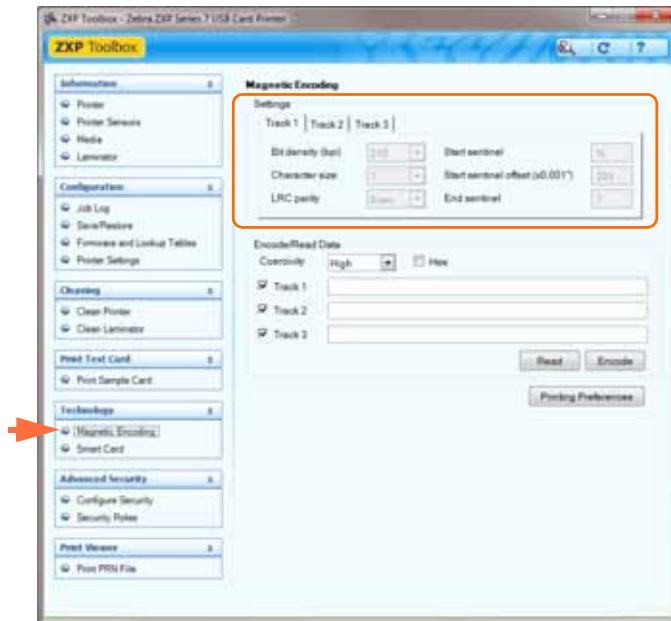 ZXP Toolbox - Zebra ZXP Series 7 USB Card Printer
ZXP Toolbox
?
Information
Printer
Printer Sensors
Media
Laminator
Configuration
Job Log
Save/Restore
Firmware and Lookup Tables
Printer Settings
Cleaning
Clean Printer
Clean Laminator
Print Test Card
Print Sample Card
Technology
Magnetic Encoding
Smart Card
Advanced Security
Configure Security
Security Roles
Print Viewer
Print PRN File
Magnetic Encoding
Settings
Track 1 Track 2 Track 3
Bit density (bpi) 210 Start sentinel %
Character size 7 Start sentinel offset (x0.001")
LRC parity Even End sentinel ?
Encode/Read Data
Coercivity High Hex
Track 1
Track 2
Track 3
Read Encode
Printing Preferences